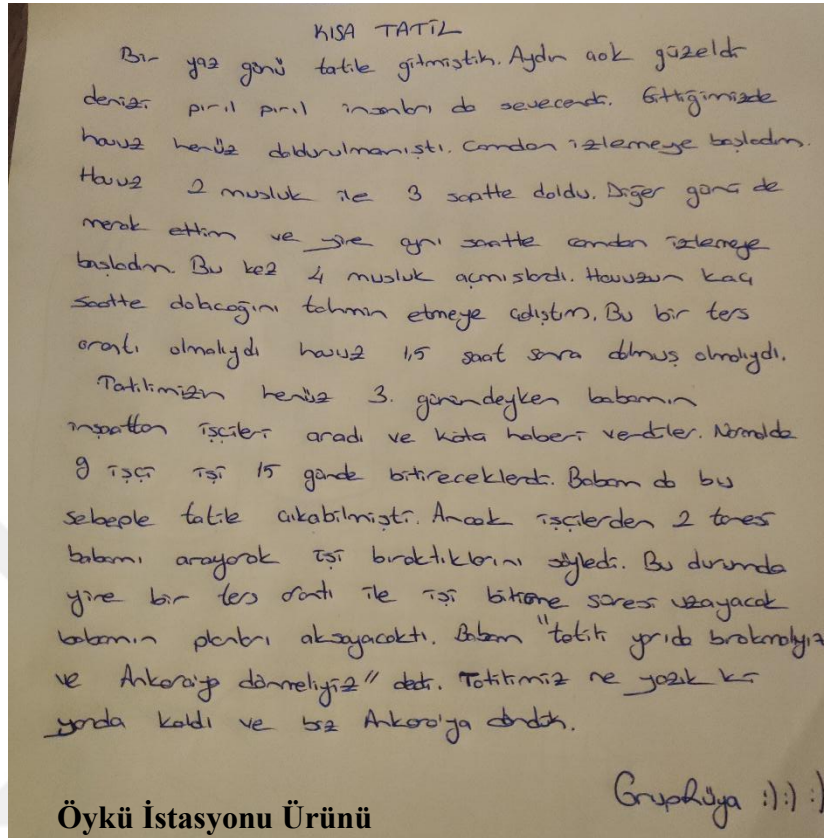 KISA TATİL
Bir yaz günü tatile gitmiştik. Aydın çok güzeldi
denizi pırıl pırıl insanları da sevecendi. Gittiğimizde
havuz henüz doldurulmamıştı. Camdan izlemeye başladım.
Havuz 2 musluk ile 3 saatte doldu. Diğer günü de
merak ettim ve yine aynı saatte camdan izlemeye
başladım. Bu kez 4 musluk açmışlardı. Havuzun kaç
saatte dolacağını tahmin etmeye çalıştım. Bu bir ters
orantı olmalıydı havuz 1,5 saat sonra dolmuş olmalıydı.
Tatilimizin henüz 3. günündeyken babamın
inşaattan işçileri aradı ve kötü haberi verdiler. Normalde
9 işçi işi 15 günde bitireceklerdi. Babam da bu
sebeple tatile çıkabilmişti. Ancak işçilerden 2 tanesi
babamı arayarak işi bıraktıklarını söyledi. Bu durumda
yine bir ters orantı ile işi bitirme süresi uzayacak
babamın planları aksayacaktı. Babam "tatili yarıda bırakmalıyız
ve Ankara'ya dönmeliyiz" dedi. Tatilimiz ne yazık ki
yarıda kaldı ve biz Ankara'ya döndük.
GrupRüya :) :) :)
Öykü İstasyonu Ürünü